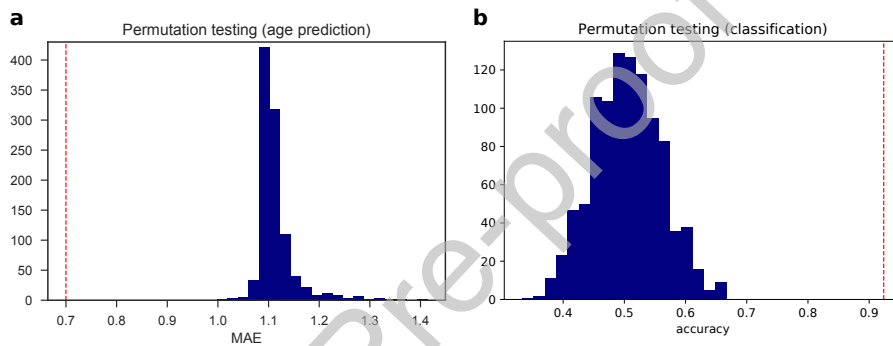 a
Permutation testing (age prediction)
400
350
300
250
200
150
100
50
0
0.7 0.8 0.9 1.0 1.1 1.2 1.3 1.4
MAE
b
Permutation testing (classification)
120
100
80
60
40
20
0
0.4 0.5 0.6 0.7 0.8 0.9
accuracy
Pre-proof